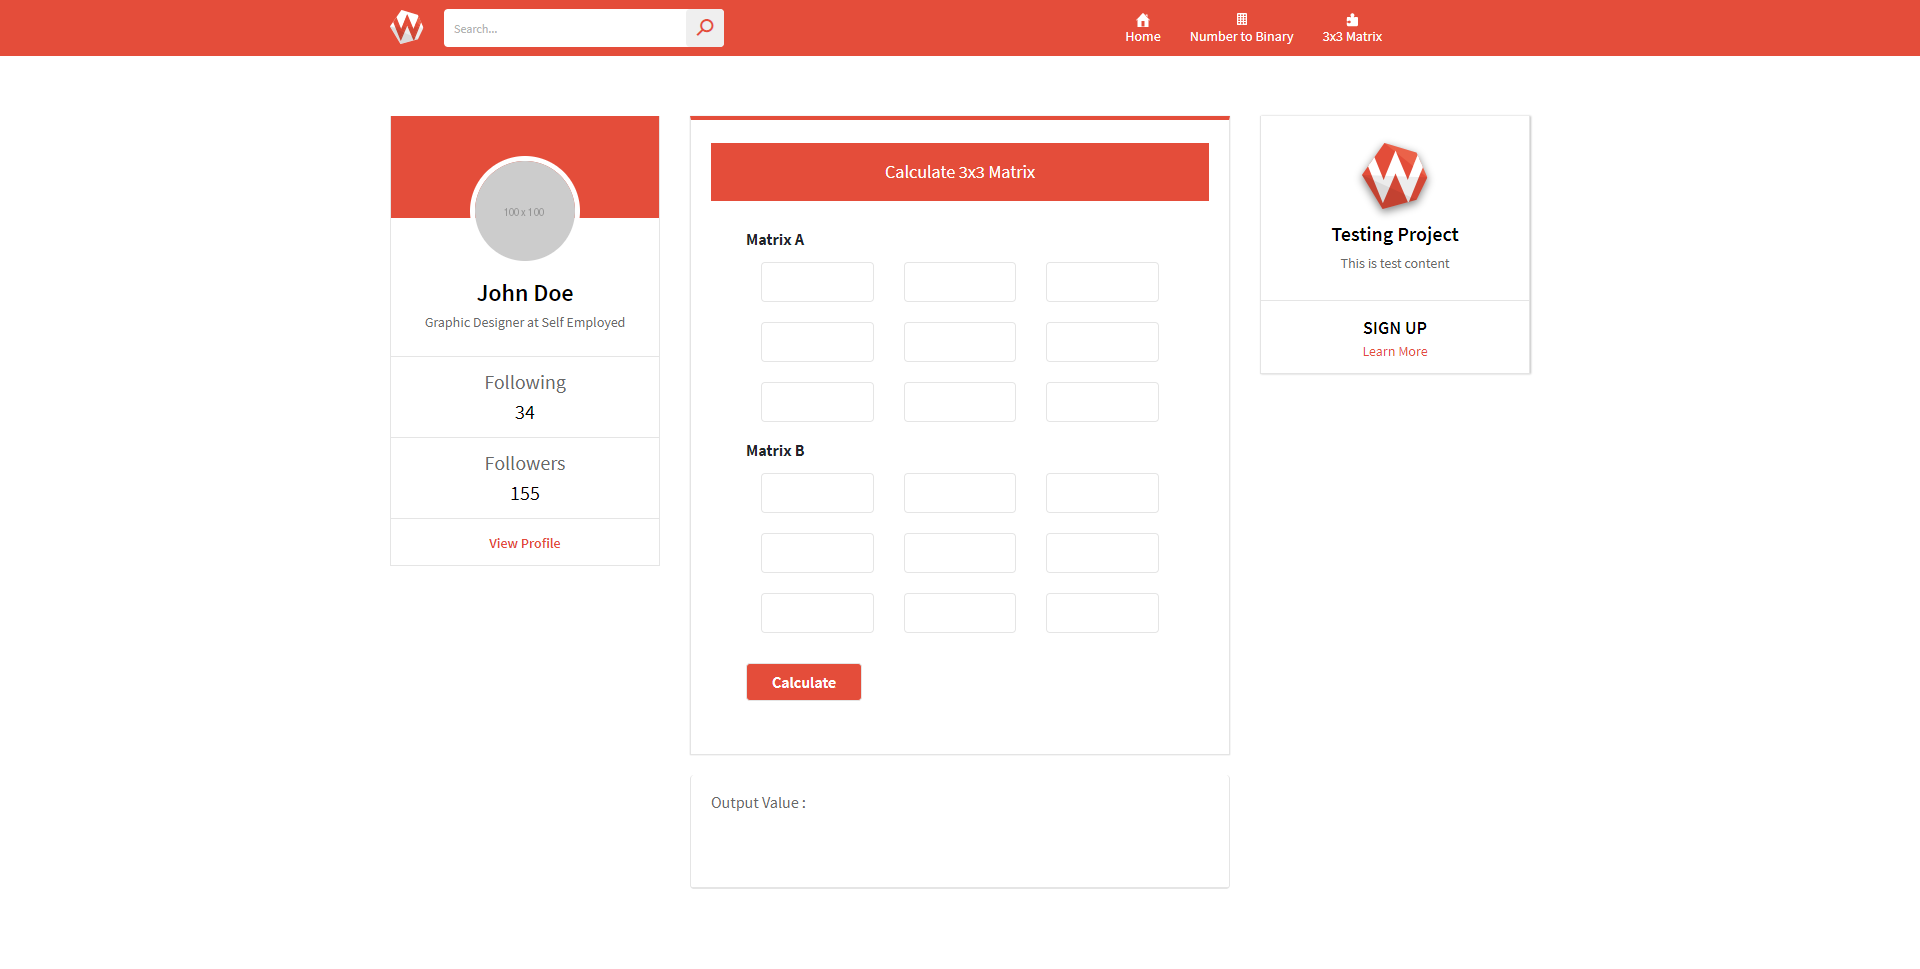 Search...
Home
Number to Binary
3x3 Matrix
100 x 100
John Doe
Graphic Designer at Self Employed
Following
34
Followers
155
View Profile
Calculate 3x3 Matrix
Matrix A
Matrix B
Calculate
Output Value :
Testing Project
This is test content
SIGN UP
Learn More